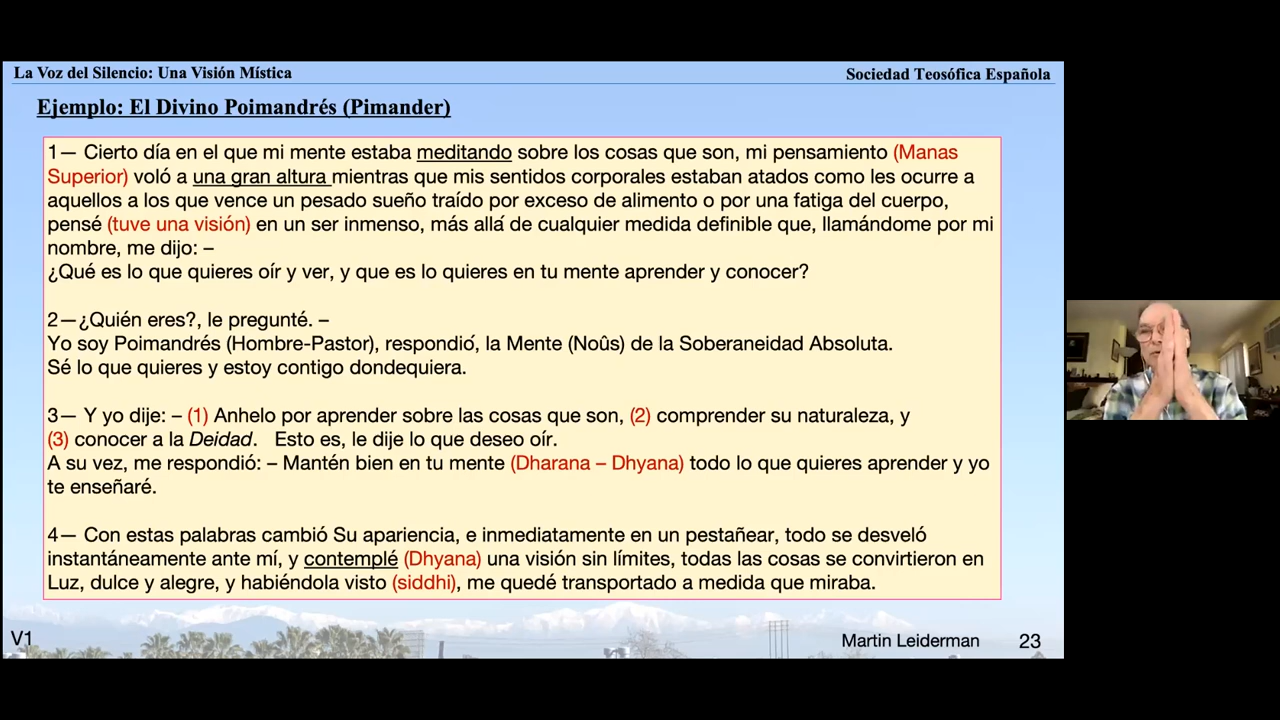 La Voz del Silencio: Una Visión Mística
Sociedad Teosófica Española
Ejemplo: El Divino Poimandrés (Pimander)
1— Cierto día en el que mi mente estaba meditando sobre los cosas que son, mi pensamiento (Manas
Superior) voló a una gran altura mientras que mis sentidos corporales estaban atados como les ocurre a
aquellos a los que vence un pesado sueño traído por exceso de alimento o por una fatiga del cuerpo,
pensé (tuve una visión) en un ser inmenso, más allá de cualquier medida definible que, llamándome por mi
nombre, me dijo: –
¿Qué es lo que quieres oír y ver, y que es lo quieres en tu mente aprender y conocer?
2—¿Quién eres?, le pregunté. –
Yo soy Poimandrés (Hombre-Pastor), respondió, la Mente (Noûs) de la Soberaneidad Absoluta.
Sé lo que quieres y estoy contigo dondequiera.
3— Y yo dije: – (1) Anhelo por aprender sobre las cosas que son, (2) comprender su naturaleza, y
(3) conocer a la Deidad. Esto es, le dije lo que deseo oír.
A su vez, me respondió: – Mantén bien en tu mente (Dharana – Dhyana) todo lo que quieres aprender y yo
te enseñaré.
4— Con estas palabras cambió Su apariencia, e inmediatamente en un pestañear, todo se desveló
instantáneamente ante mí, y contemplé (Dhyana) una visión sin límites, todas las cosas se convirtieron en
Luz, dulce y alegre, y habiéndola visto (siddhi), me quedé transportado a medida que miraba.
V1
Martin Leiderman 23